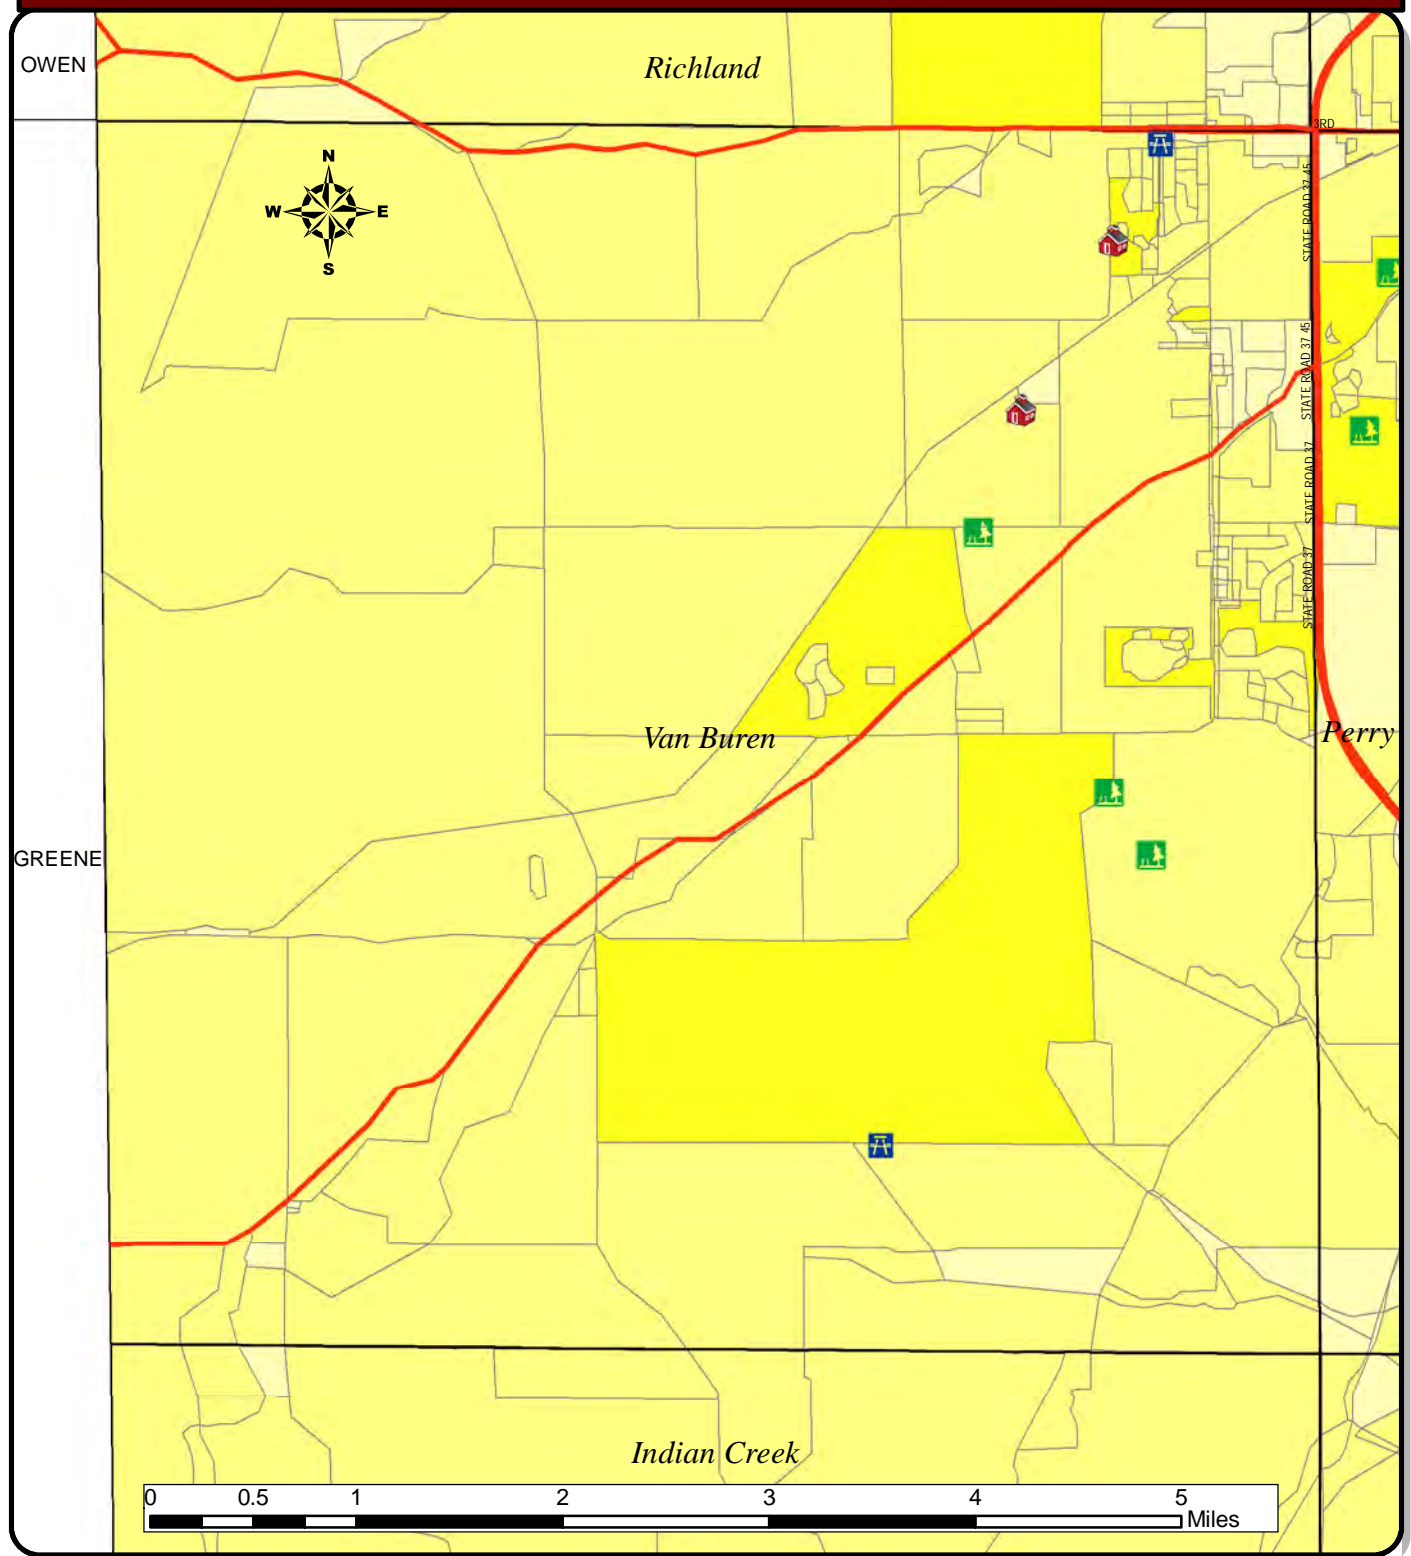 OWEN
Richland
3RD
N
W E
S
STATE ROAD 37 45
STATE ROAD 37 45
STATE ROAD 37
STATE ROAD 37
Van Buren
Perry
GREENE
Indian Creek
0 0.5 1 2 3 4 5
Miles